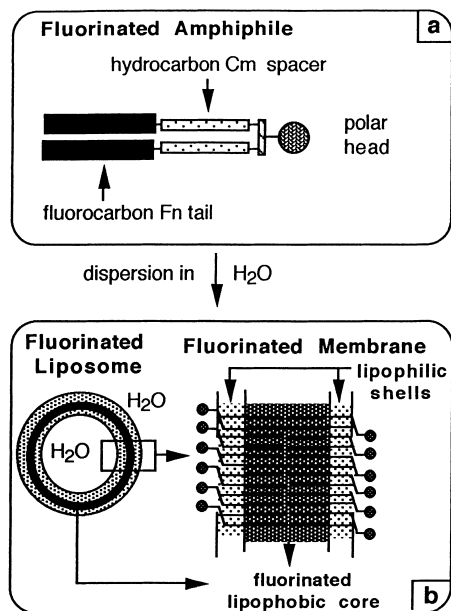 a
Fluorinated Amphiphile
hydrocarbon Cm spacer
polar
head
fluorocarbon Fn tail
dispersion in
H₂O
Fluorinated
Liposome
Fluorinated Membrane
lipophilic
shells
H₂O
H₂O
fluorinated
lipophobic core
b